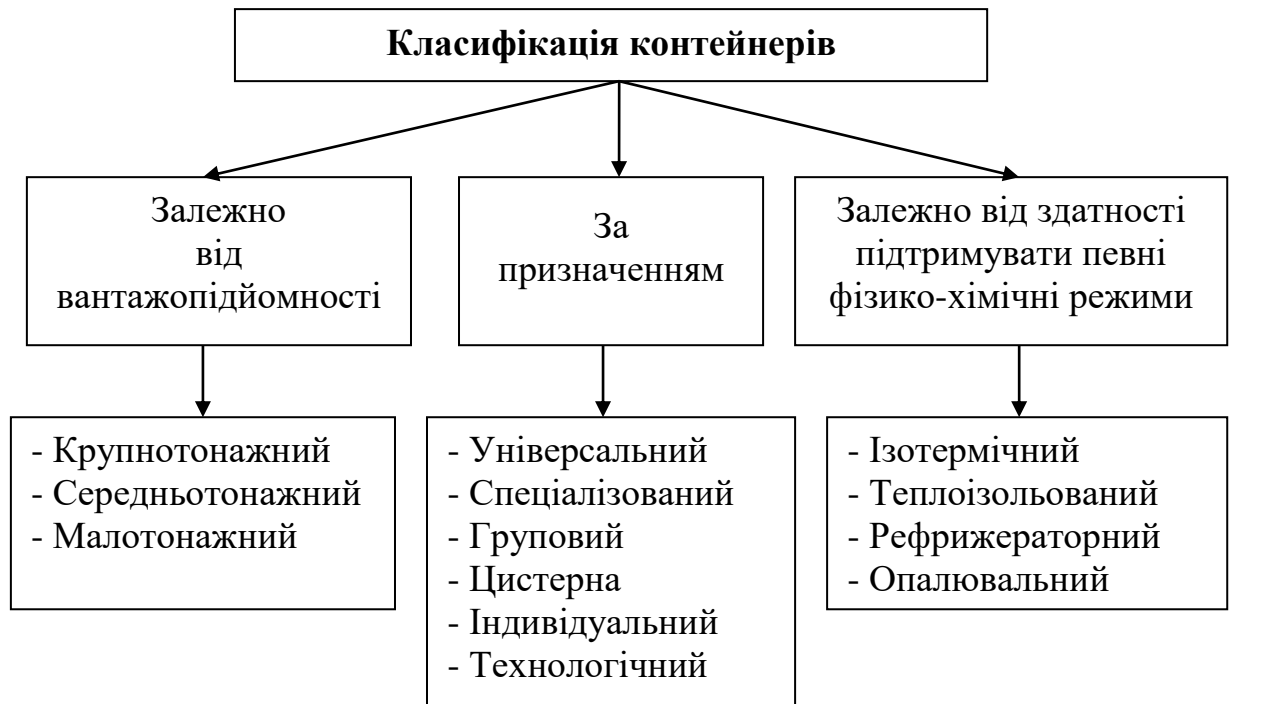 Класифікація контейнерів
Залежно
від
вантажопідйомності
За
призначенням
Залежно від здатності
підтримувати певні
фізико-хімічні режими
- Крупнотонажний
- Середньотонажний
- Малотонажний
- Універсальний
- Спеціалізований
- Груповий
- Цистерна
- Індивідуальний
- Технологічний
- Ізотермічний
- Теплоізольований
- Рефрижераторний
- Опалювальний